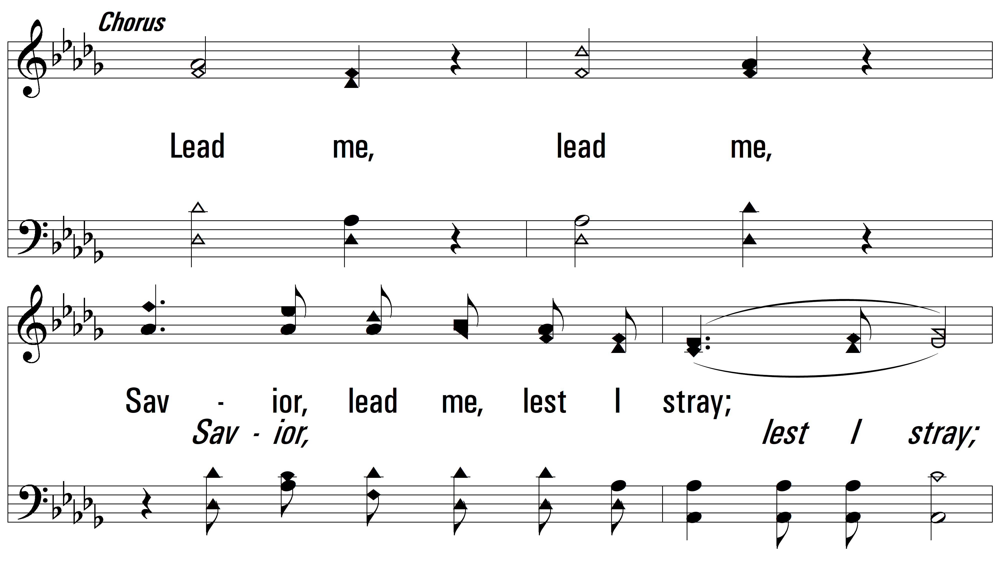 Chorus
Lead me, lead me,
Sav - ior, lead me, lest I stray;
Sav - ior, lest I stray;